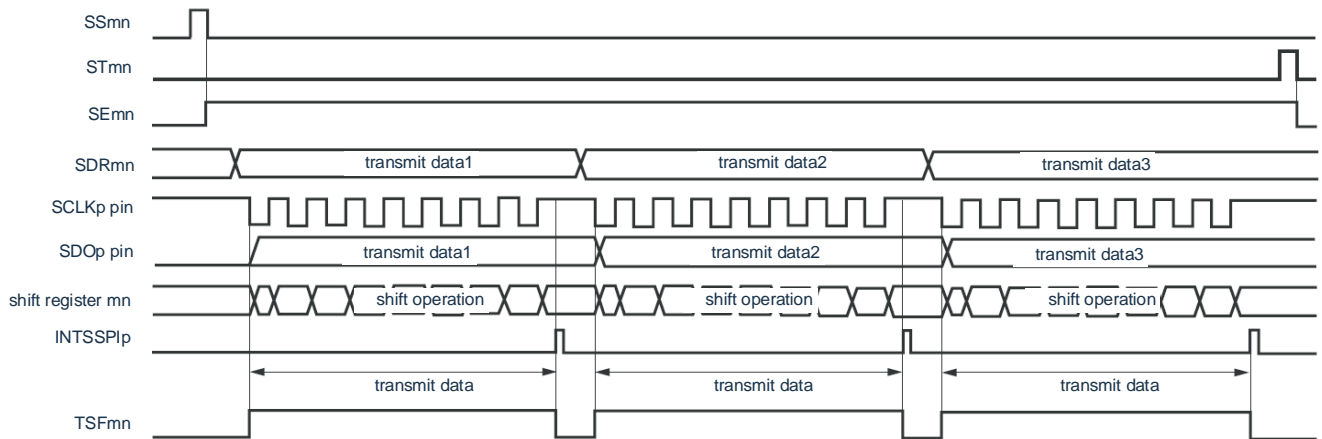 SSmn
STmn
SEmn
SDRmn transmit data1 transmit data2 transmit data3
SCLKp pin
SDOp pin transmit data1 transmit data2 transmit data3
shift register mn shift operation shift operation shift operation
INTSSPIp
transmit data transmit data transmit data
TSFmn